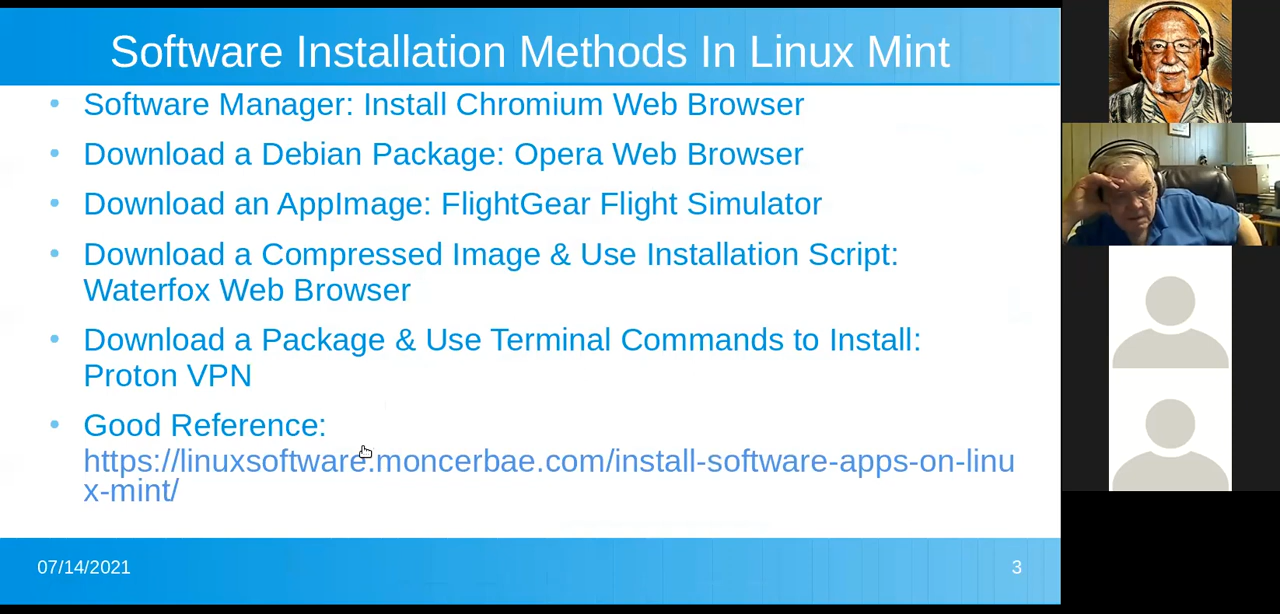 Software Installation Methods In Linux Mint
• Software Manager: Install Chromium Web Browser
• Download a Debian Package: Opera Web Browser
• Download an AppImage: FlightGear Flight Simulator
• Download a Compressed Image & Use Installation Script:
Waterfox Web Browser
• Download a Package & Use Terminal Commands to Install:
Proton VPN
• Good Reference:
https://linuxsoftware.moncerbae.com/install-software-apps-on-linu
x-mint/
07/14/2021
3